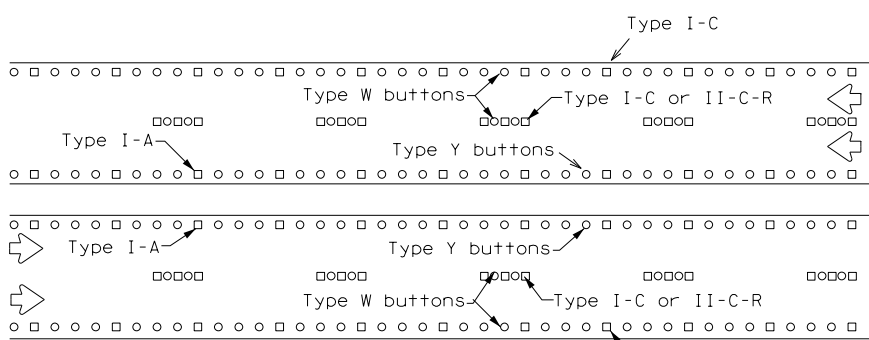 Type I-C
Type W buttons
Type I-C or II-C-R
Type I-A
Type Y buttons
Type I-A
Type Y buttons
Type W buttons
Type I-C or II-C-R